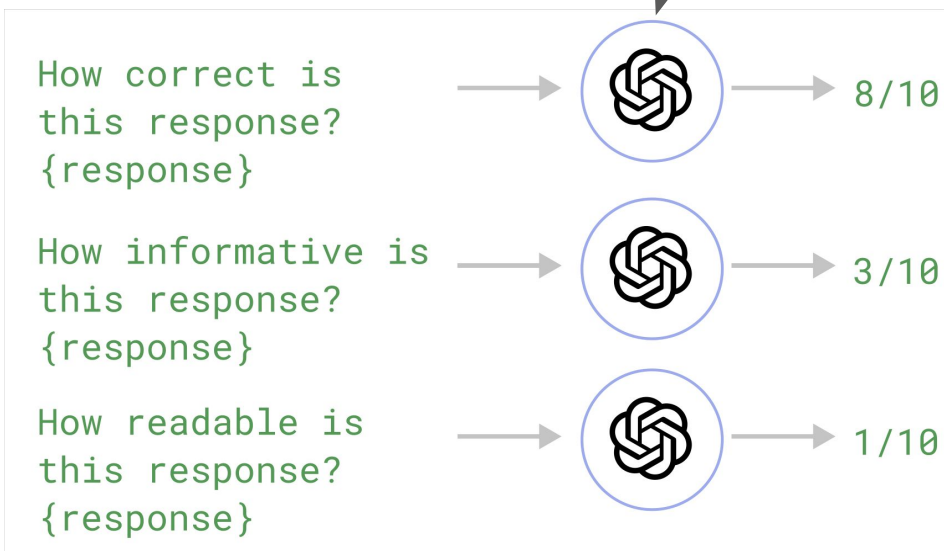 How correct is
this response?
{response}
8/10
How informative is
this response?
{response}
3/10
How readable is
this response?
{response}
1/10